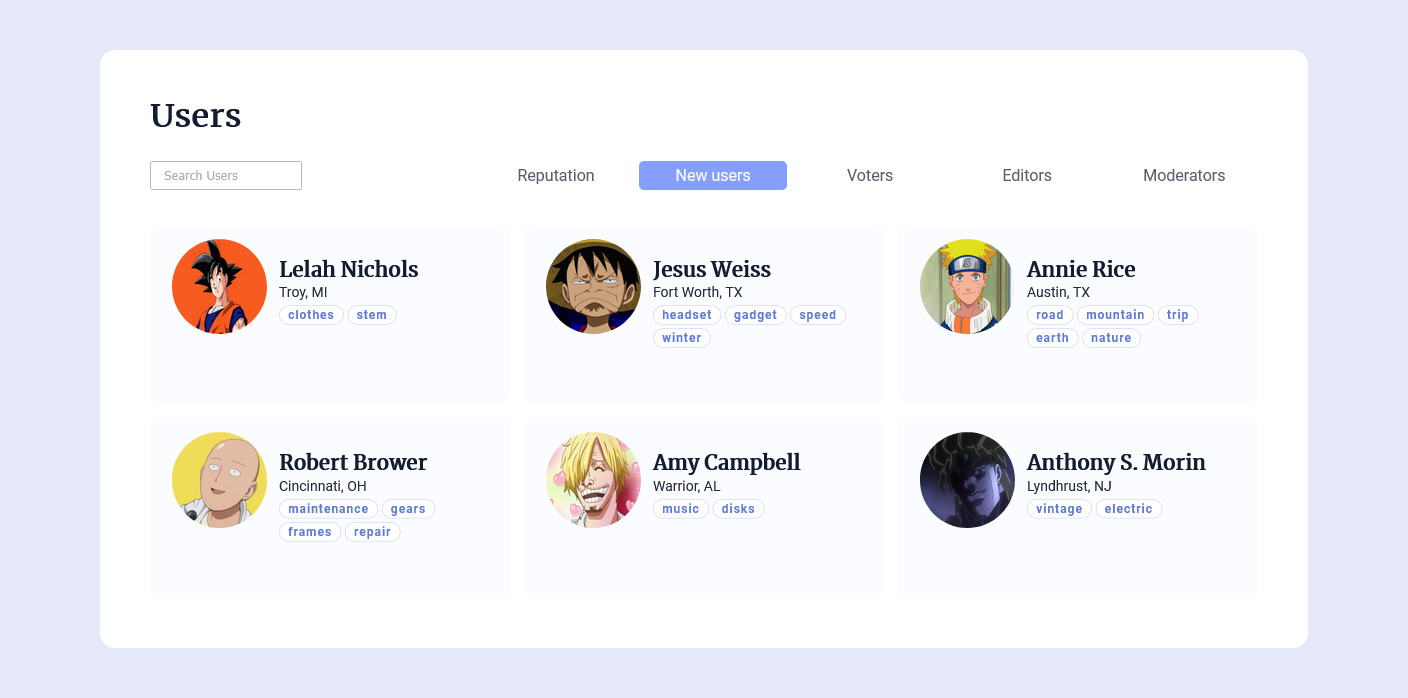 Users
Search Users
Reputation New users Voters Editors Moderators
Lelah Nichols
Troy, MI
clothes stem
Jesus Weiss
Fort Worth, TX
headset gadget speed
winter
Annie Rice
Austin, TX
road mountain trip
earth nature
Robert Brower
Cincinnati, OH
maintenance gears
frames repair
Amy Campbell
Warrior, AL
music disks
Anthony S. Morin
Lyndhrust, NJ
vintage electric